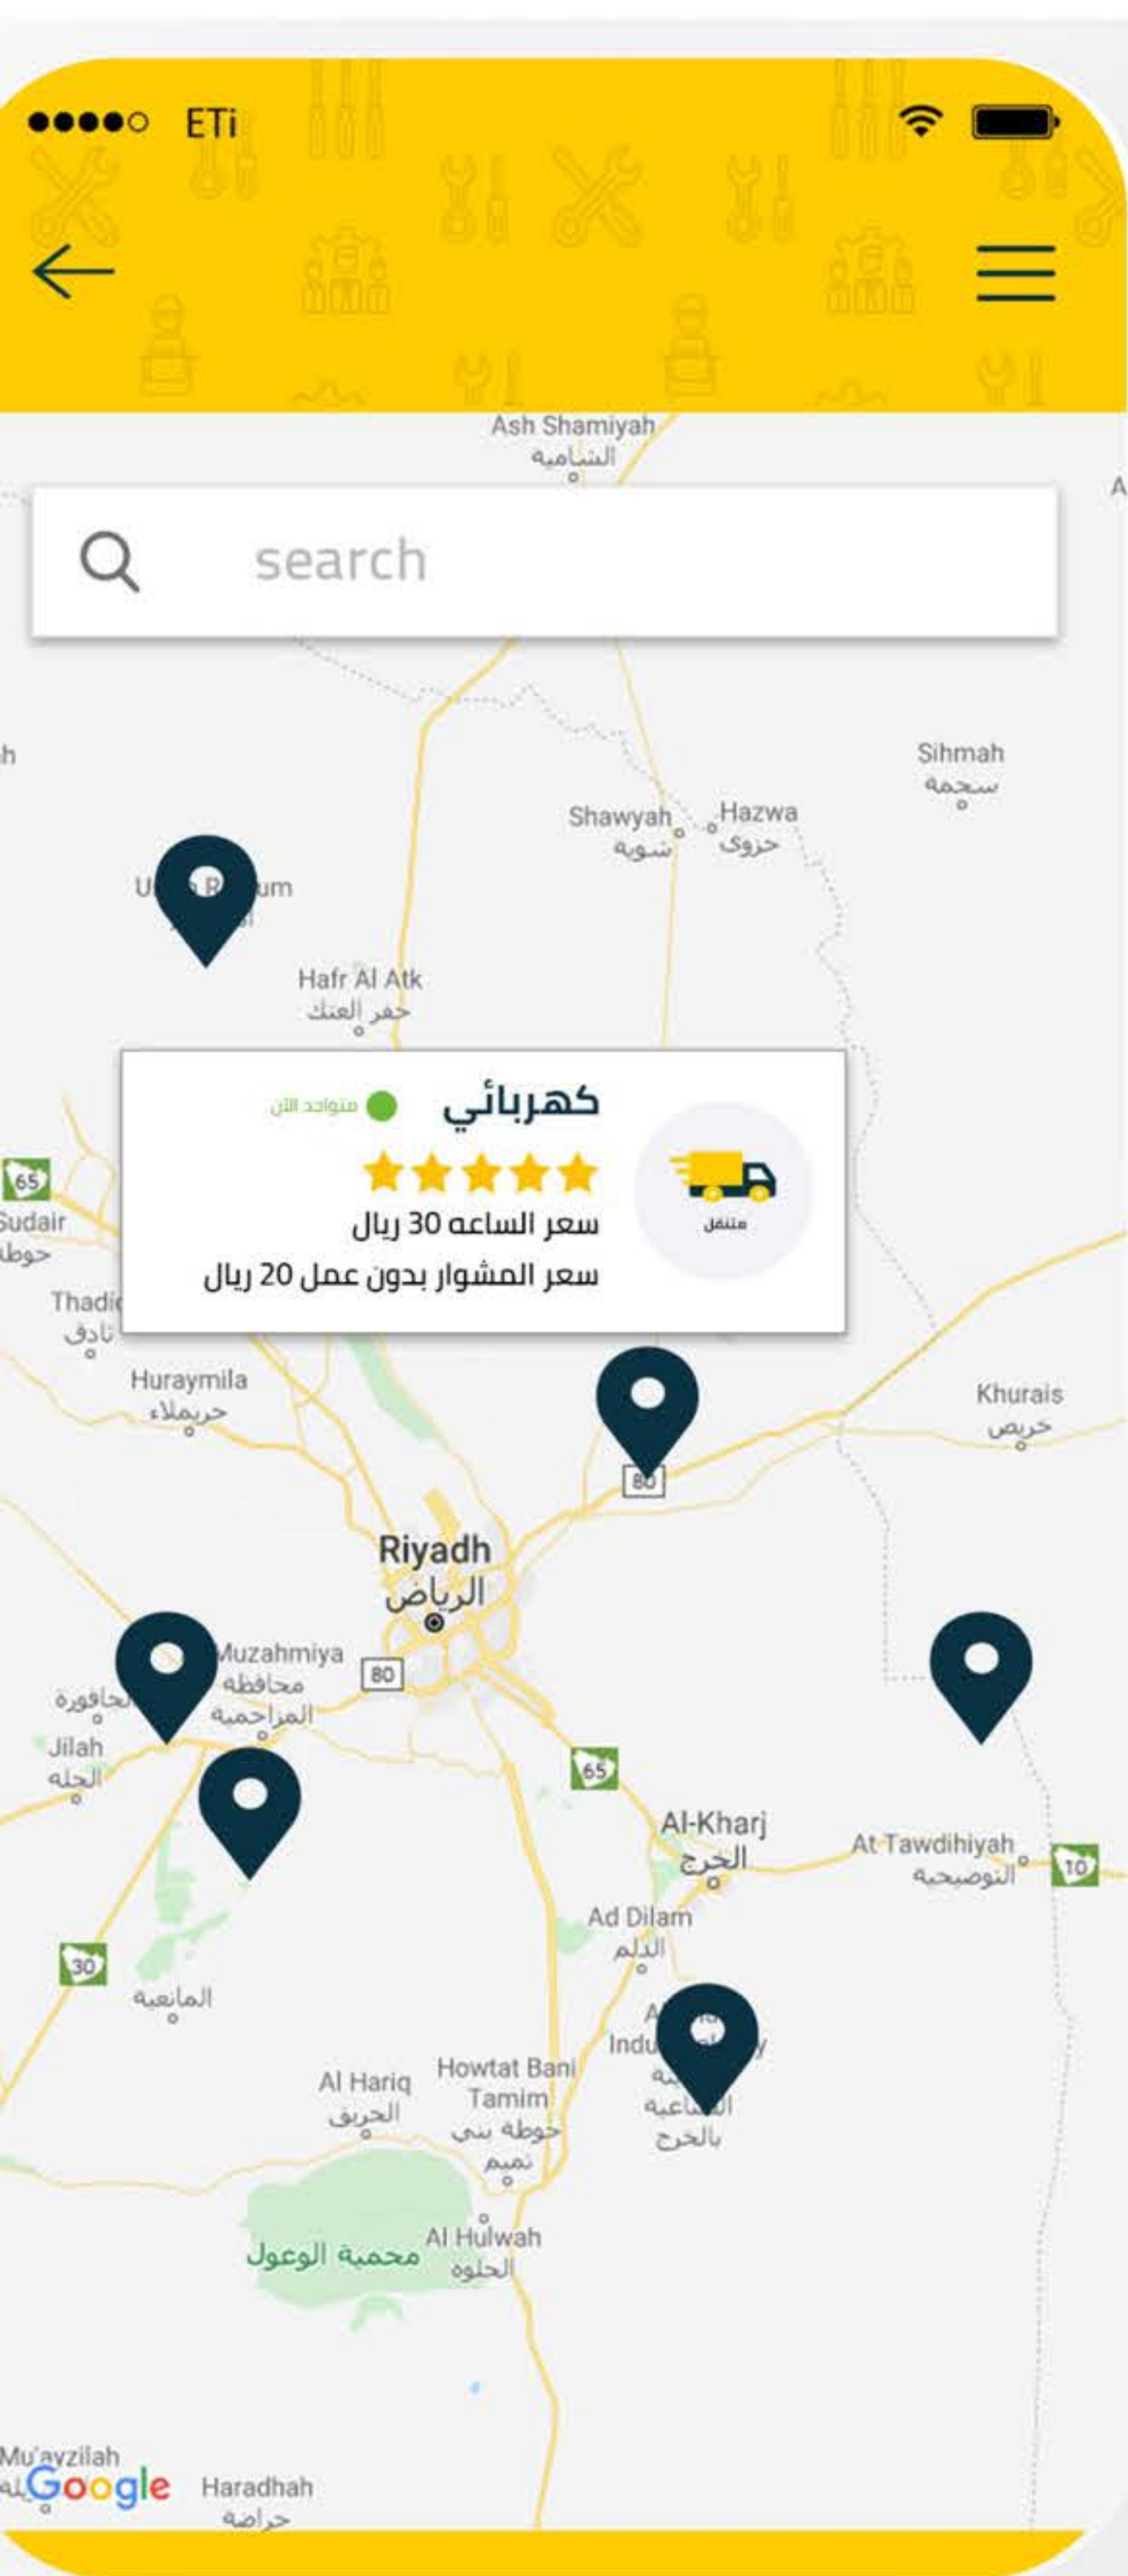 ETi
Ash Shamiyah
الشامية
search
Sihmah
سحمة
Shawyah
شوية
Hazwa
حزوى
Hafr Al Atk
حفر العتك
كهربائي
متواجد الآن
سعر الساعه 30 ريال
سعر المشوار بدون عمل 20 ريال
متنقل
65
Sudair
Thadiq
ثادق
Huraymila
حريملاء
Khurais
خريص
80
Riyadh
الرياض
Muzahmiya
محافظة
المزاحمية
80
Jilah
الجله
65
Al-Kharj
الخرج
At Tawdihiyah
التوضيحية
10
Ad Dilam
الدلم
30
المانعية
بالخرج
Al Hariq
الحريق
Howtat Bani
Tamim
حوطة بني
تميم
محمية الوعول
Al Hulwah
الحلوه
Mu'ayzilah
Google
Haradhah
حراضة